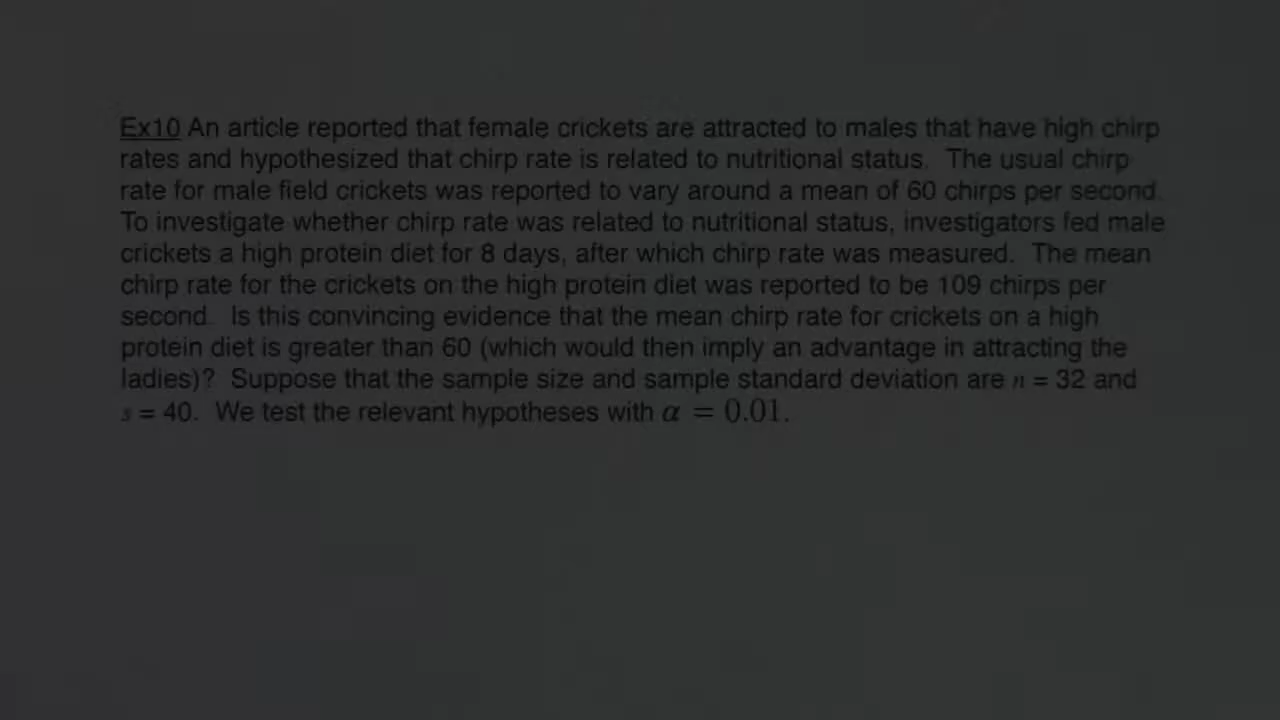 Ex10 An article reported that female crickets are attracted to males that have high chirp
rates and hypothesized that chirp rate is related to nutritional status.  The usual chirp
rate for male field crickets was reported to vary around a mean of 60 chirps per second.
To investigate whether chirp rate was related to nutritional status, investigators fed male
crickets a high protein diet for 8 days, after which chirp rate was measured.  The mean
chirp rate for the crickets on the high protein diet was reported to be 109 chirps per
second.  Is this convincing evidence that the mean chirp rate for crickets on a high
protein diet is greater than 60 (which would then imply an advantage in attracting the
ladies)?  Suppose that the sample size and sample standard deviation are n = 32 and
s = 40.  We test the relevant hypotheses with α = 0.01.